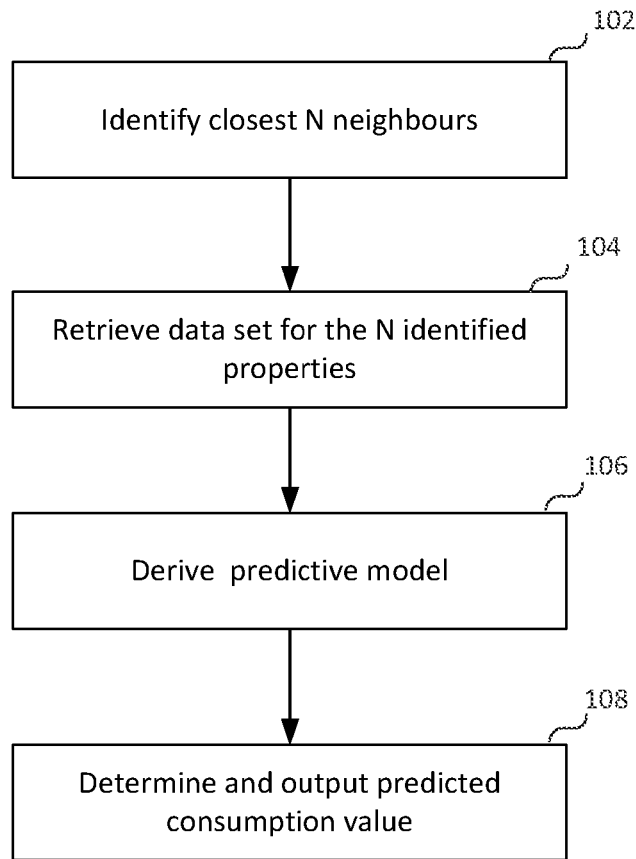 102
Identify closest N neighbours
104
Retrieve data set for the N identified
properties
106
Derive predictive model
108
Determine and output predicted
consumption value